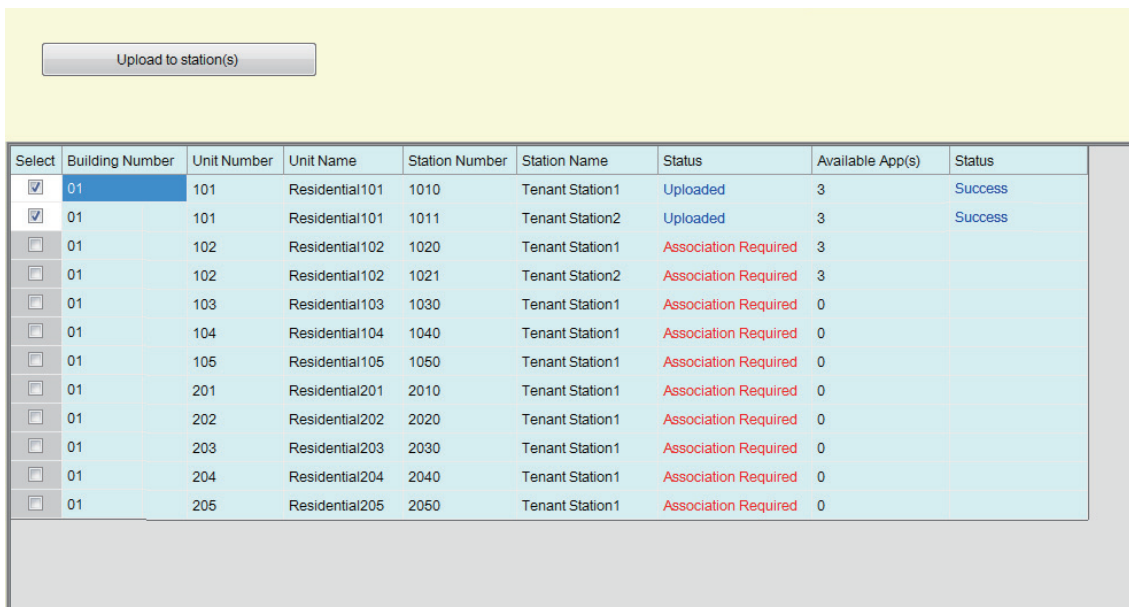 Upload to station(s)
Select Building Number Unit Number Unit Name Station Number Station Name Status Available App(s) Status
01 101 Residential101 1010 Tenant Station1 Uploaded 3 Success
01 101 Residential101 1011 Tenant Station2 Uploaded 3 Success
01 102 Residential102 1020 Tenant Station1 Association Required 3
01 102 Residential102 1021 Tenant Station2 Association Required 3
01 103 Residential103 1030 Tenant Station1 Association Required 0
01 104 Residential104 1040 Tenant Station1 Association Required 0
01 105 Residential105 1050 Tenant Station1 Association Required 0
01 201 Residential201 2010 Tenant Station1 Association Required 0
01 202 Residential202 2020 Tenant Station1 Association Required 0
01 203 Residential203 2030 Tenant Station1 Association Required 0
01 204 Residential204 2040 Tenant Station1 Association Required 0
01 205 Residential205 2050 Tenant Station1 Association Required 0